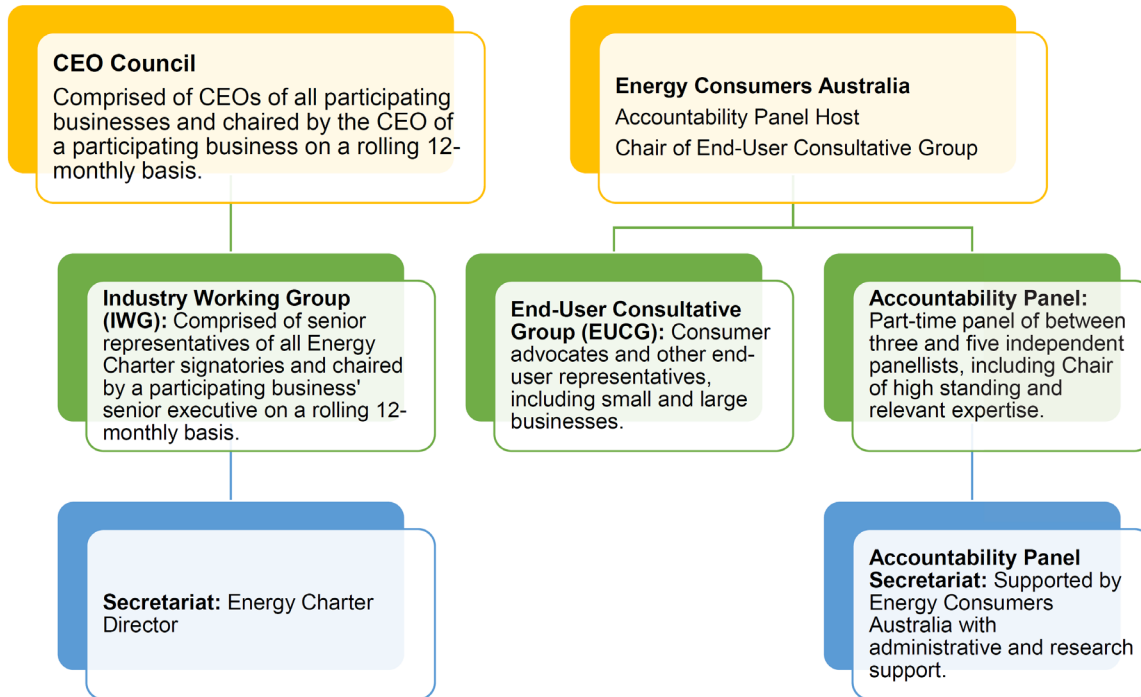 CEO Council
Comprised of CEOs of all participating
businesses and chaired by the CEO of
a participating business on a rolling 12-
monthly basis.
Energy Consumers Australia
Accountability Panel Host
Chair of End-User Consultative Group
Industry Working Group
(IWG): Comprised of senior
representatives of all Energy
Charter signatories and chaired
by a participating business'
senior executive on a rolling 12-
monthly basis.
End-User Consultative
Group (EUCG): Consumer
advocates and other end-
user representatives,
including small and large
businesses.
Accountability Panel:
Part-time panel of between
three and five independent
panellists, including Chair
of high standing and
relevant expertise.
Secretariat: Energy Charter
Director
Accountability Panel
Secretariat: Supported by
Energy Consumers
Australia with
administrative and research
support.